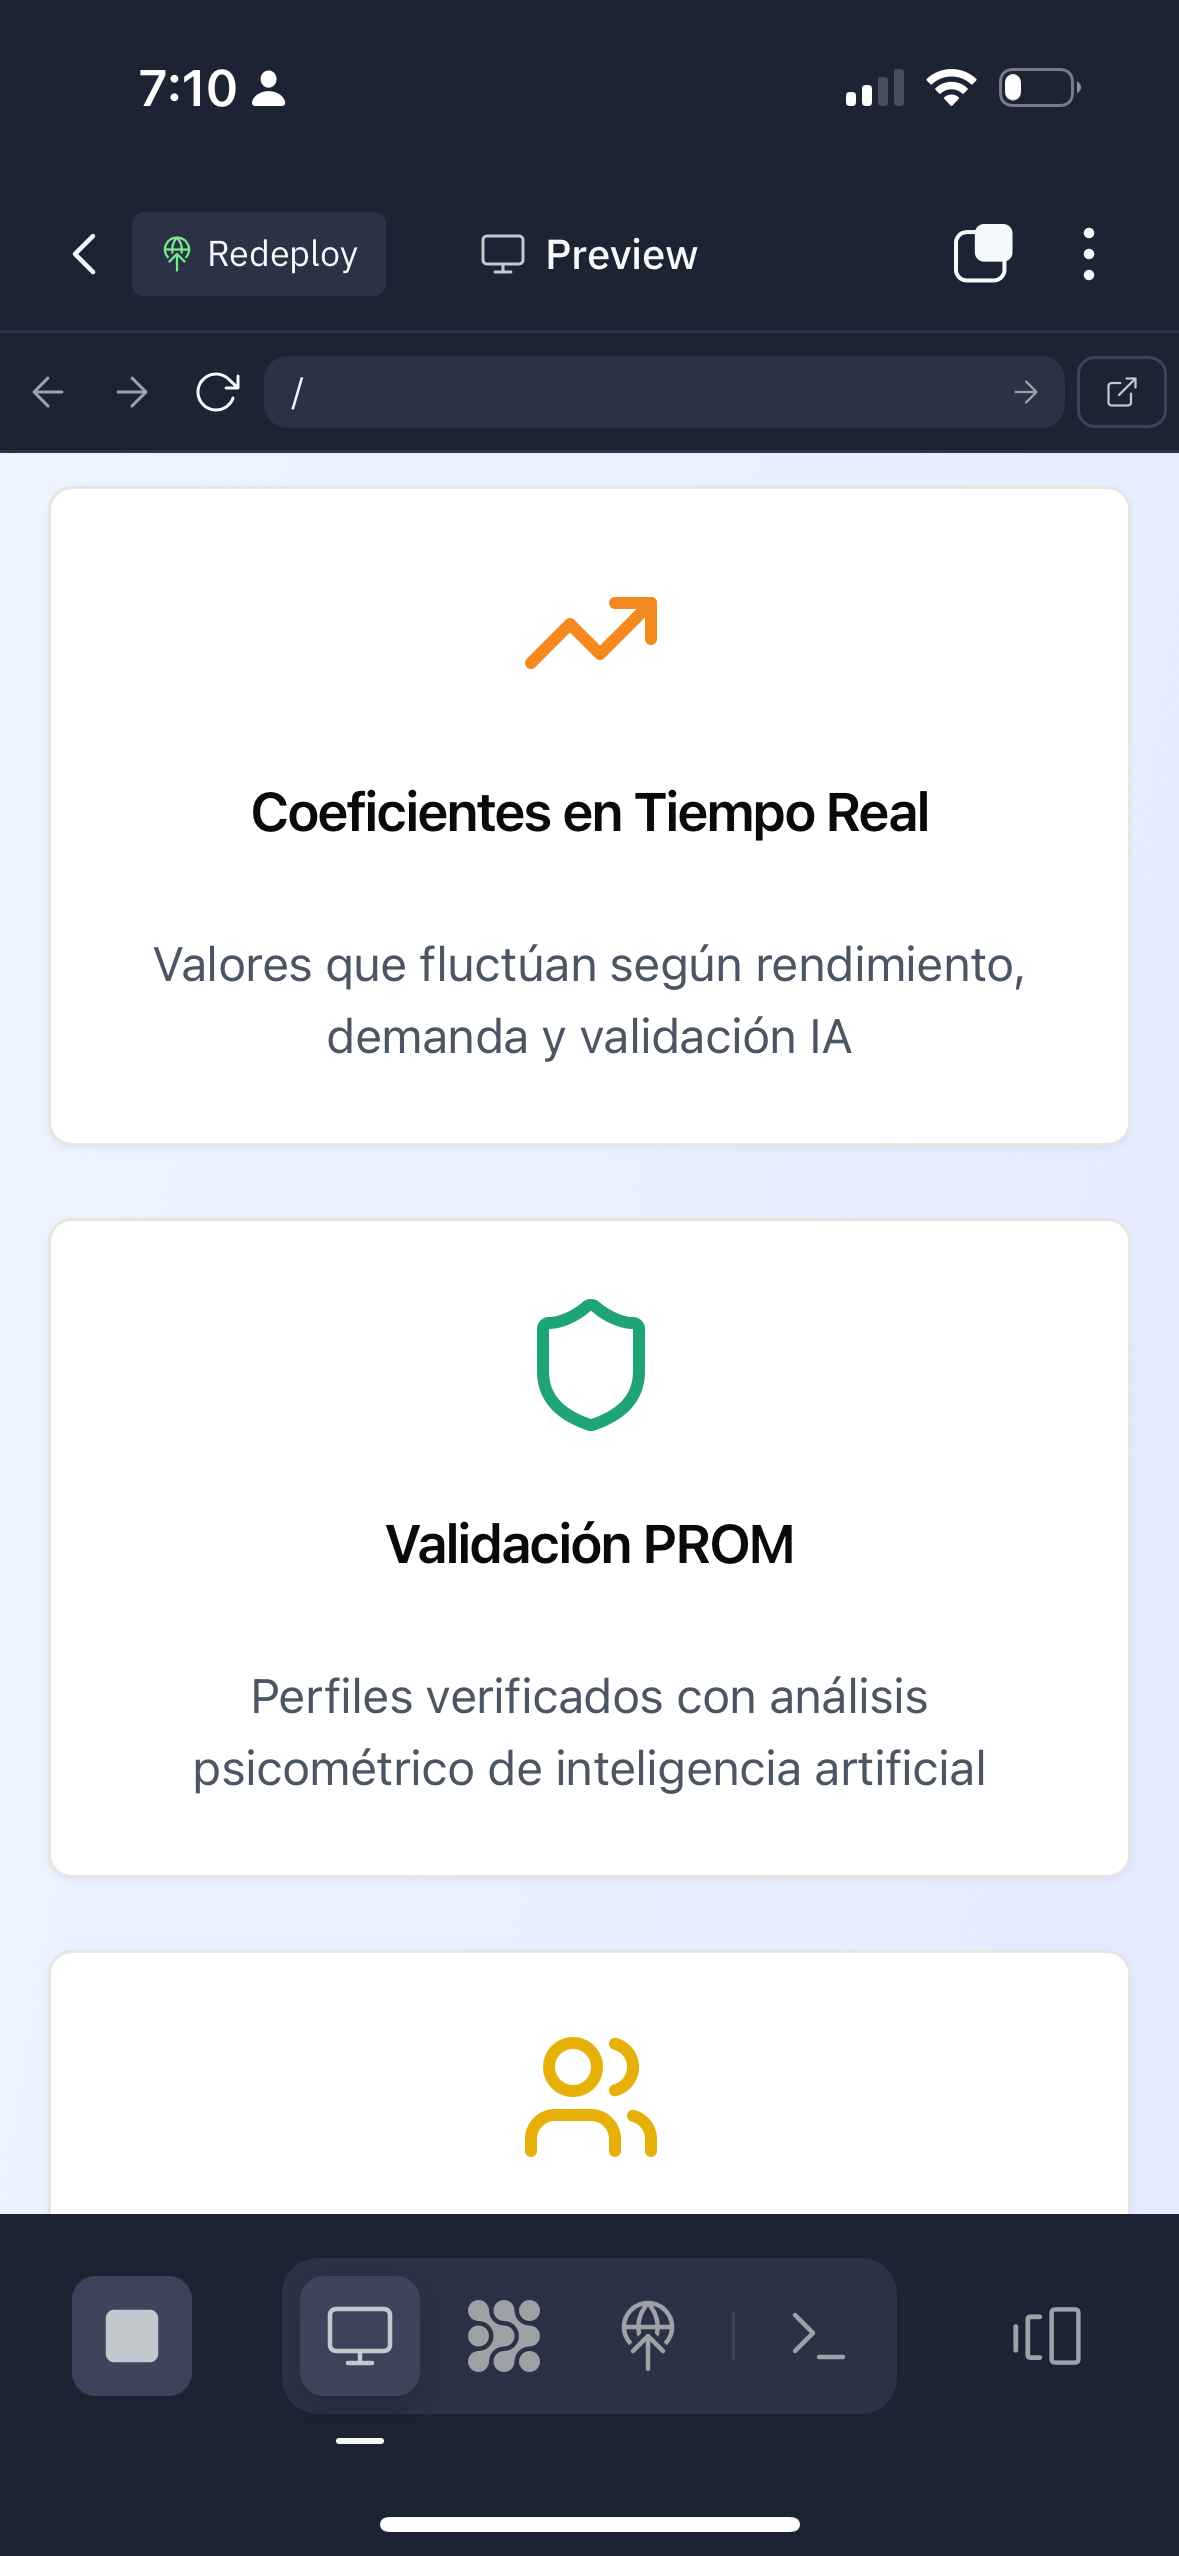 7:10
Redeploy
Preview
/
Coeficientes en Tiempo Real
Valores que fluctúan según rendimiento,
demanda y validación IA
Validación PROM
Perfiles verificados con análisis
psicométrico de inteligencia artificial